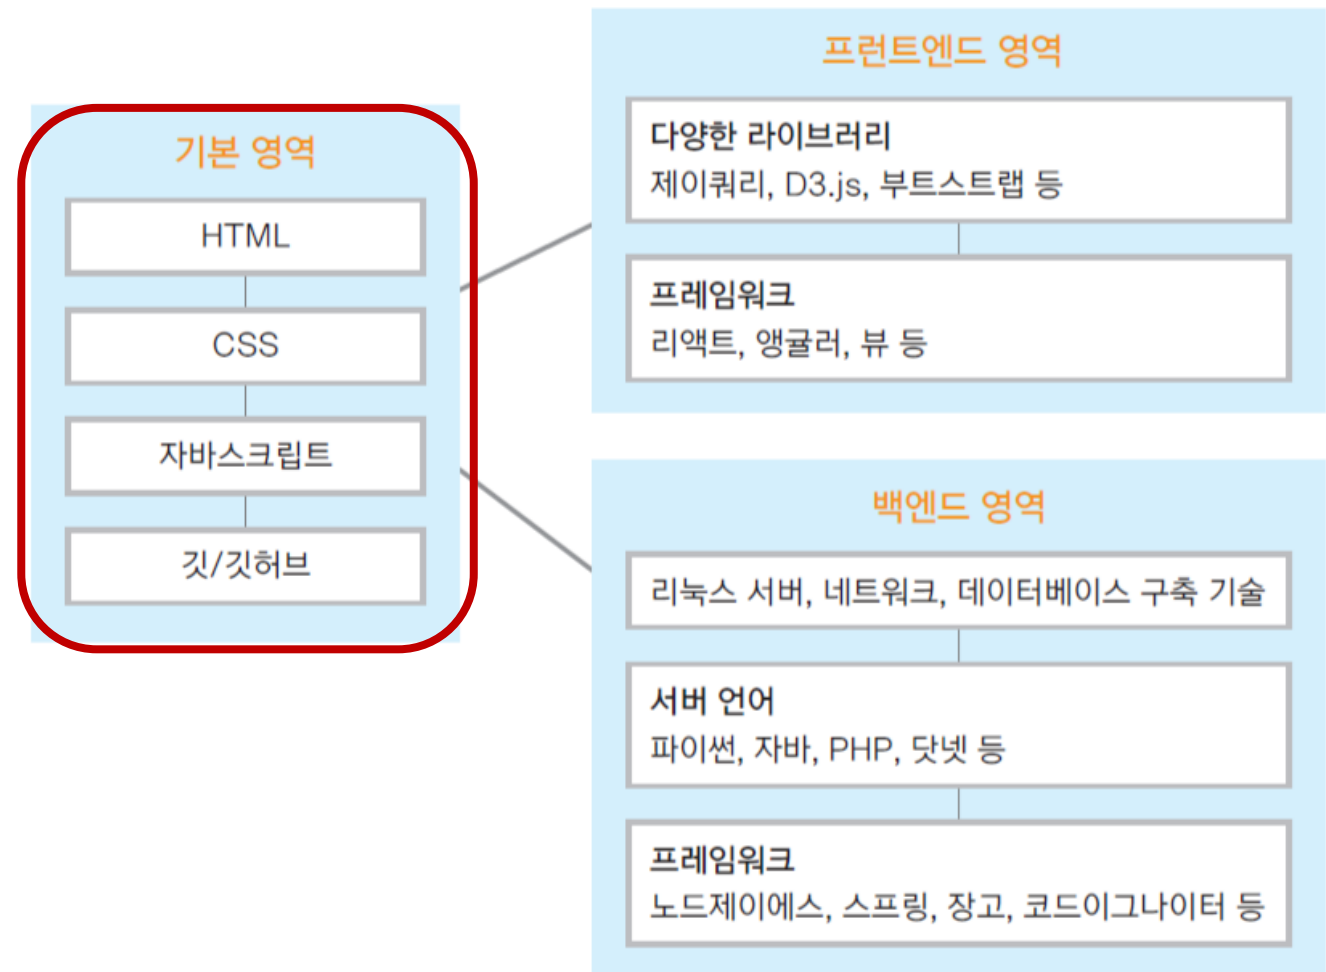 기본 영역
HTML
CSS
자바스크립트
깃/깃허브
프런트엔드 영역
다양한 라이브러리
제이쿼리, D3.js, 부트스트랩 등
프레임워크
리액트, 앵귤러, 뷰 등
백엔드 영역
리눅스 서버, 네트워크, 데이터베이스 구축 기술
서버 언어
파이썬, 자바, PHP, 닷넷 등
프레임워크
노드제이에스, 스프링, 장고, 코드이그나이터 등